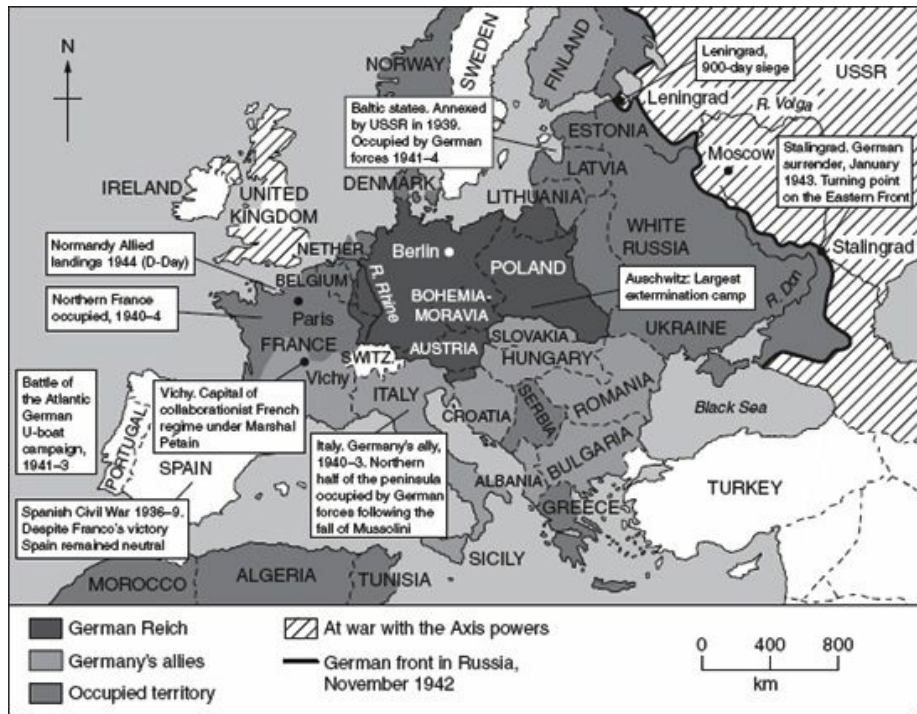 N
NORWAY
SWEDEN
FINLAND
Leningrad,
900-day siege
USSR
Leningrad
R. Volga
Baltic states. Annexed
by USSR in 1939.
Occupied by German
forces 1941–4
ESTONIA
Moscow
Stalingrad. German
surrender, January
1943. Turning point
on the Eastern Front
IRELAND
UNITED
KINGDOM
DENMARK
LATVIA
LITHUANIA
WHITE
RUSSIA
Stalingrad
Normandy Allied
landings 1944 (D-Day)
NETHER
Berlin
POLAND
BELGIUM
R. Rhine
Auschwitz: Largest
extermination camp
R. Don
Northern France
occupied, 1940–4
Paris
BOHEMIA-
MORAVIA
UKRAINE
FRANCE
SWITZ.
AUSTRIA
SLOVAKIA
HUNGARY
Vichy
Battle of
the Atlantic
German
U-boat
campaign,
1941–3
Vichy. Capital of
collaborationist French
regime under Marshal
Petain
ITALY
CROATIA
SERBIA
ROMANIA
Black Sea
PORTUGAL
SPAIN
Italy. Germany's ally,
1940–3. Northern
half of the peninsula
occupied by German
forces following the
fall of Mussolini
ALBANIA
BULGARIA
TURKEY
Spanish Civil War 1936–9.
Despite Franco's victory
Spain remained neutral
GREECE
SICILY
MOROCCO
ALGERIA
TUNISIA
German Reich
Germany's allies
Occupied territory
At war with the Axis powers
German front in Russia,
November 1942
0 400 800
km